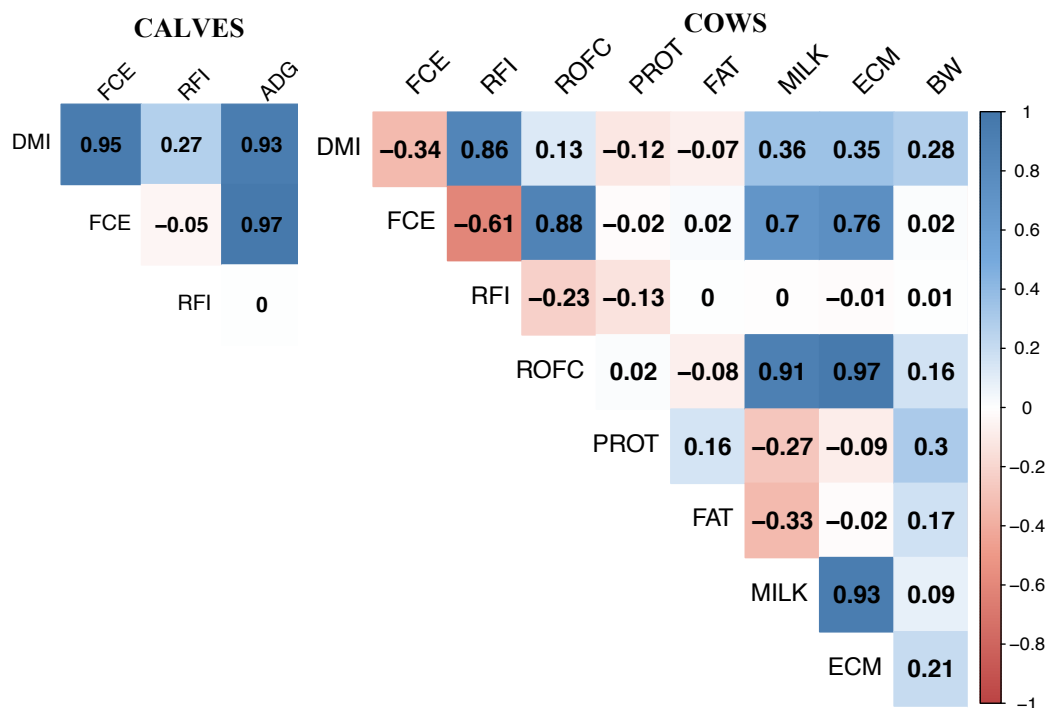 CALVES
FCE RFI ADG
DMI 0.95 0.27 0.93
FCE −0.05 0.97
RFI 0
COWS
FCE RFI ROFC PROT FAT MILK ECM BW
DMI −0.34 0.86 0.13 −0.12 −0.07 0.36 0.35 0.28
FCE −0.61 0.88 −0.02 0.02 0.7 0.76 0.02
RFI −0.23 −0.13 0 0 −0.01 0.01
ROFC 0.02 −0.08 0.91 0.97 0.16
PROT 0.16 −0.27 −0.09 0.3
FAT −0.33 −0.02 0.17
MILK 0.93 0.09
ECM 0.21
1
0.8
0.6
0.4
0.2
0
−0.2
−0.4
−0.6
−0.8
−1